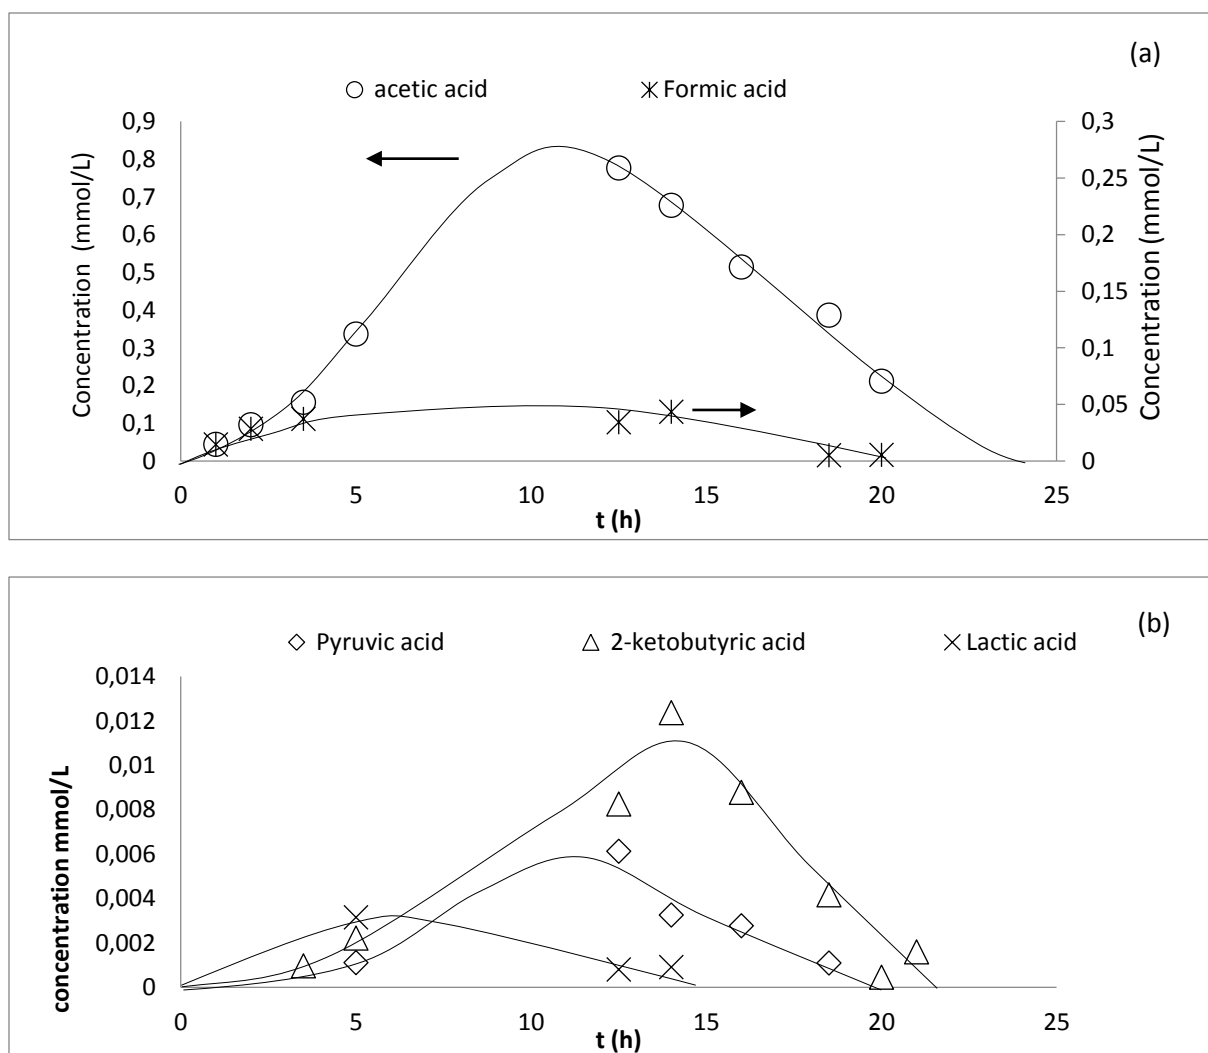 (a)
acetic acid
Formic acid
0,9
0,8
0,7
0,6
0,5
0,4
0,3
0,2
0,1
0
Concentration (mmol/L)
0,3
0,25
0,2
0,15
0,1
0,05
0
Concentration (mmol/L)
0 5 10 15 20 25
t (h)
(b)
Pyruvic acid
2-ketobutyric acid
Lactic acid
0,014
0,012
0,01
0,008
0,006
0,004
0,002
0
concentration mmol/L
0 5 10 15 20 25
t (h)